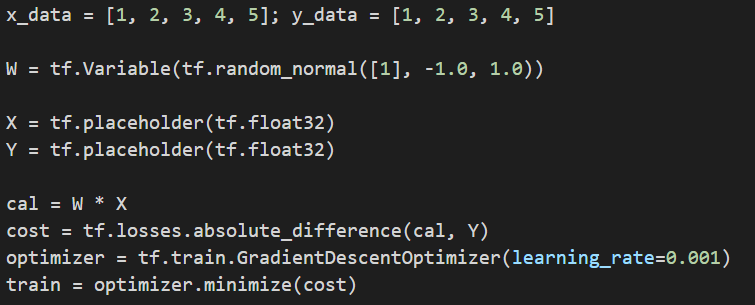 x_data = [1, 2, 3, 4, 5]; y_data = [1, 2, 3, 4, 5]
W = tf.Variable(tf.random_normal([1], -1.0, 1.0))
X = tf.placeholder(tf.float32)
Y = tf.placeholder(tf.float32)
cal = W * X
cost = tf.losses.absolute_difference(cal, Y)
optimizer = tf.train.GradientDescentOptimizer(learning_rate=0.001)
train = optimizer.minimize(cost)